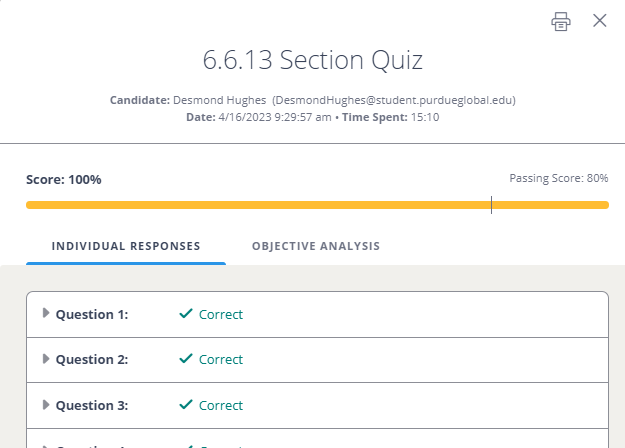 6.6.13 Section Quiz
Candidate: Desmond Hughes (DesmondHughes@student.purdueglobal.edu)
Date: 4/16/2023 9:29:57 am • Time Spent: 15:10
Score: 100%
Passing Score: 80%
INDIVIDUAL RESPONSES
OBJECTIVE ANALYSIS
Question 1: Correct
Question 2: Correct
Question 3: Correct